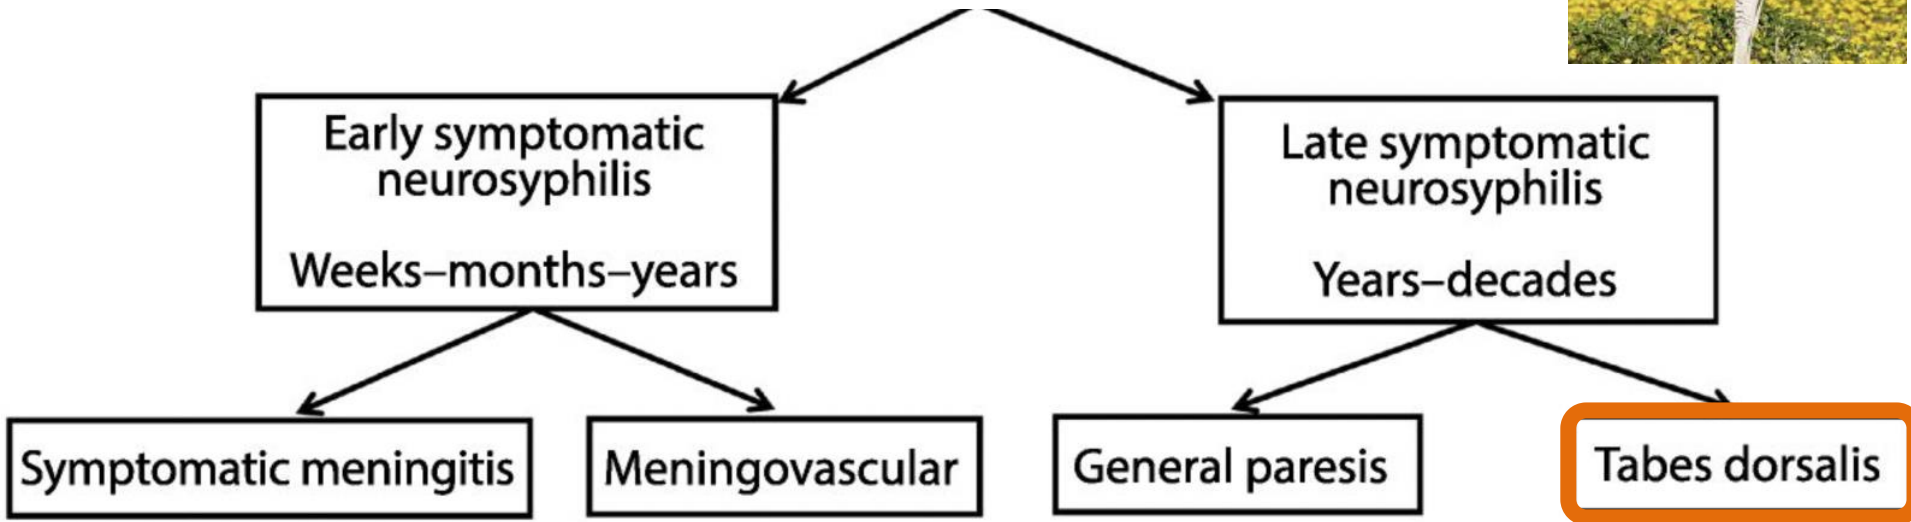 Early symptomatic
neurosyphilis
Weeks–months–years
Late symptomatic
neurosyphilis
Years–decades
Symptomatic meningitis
Meningovascular
General paresis
Tabes dorsalis